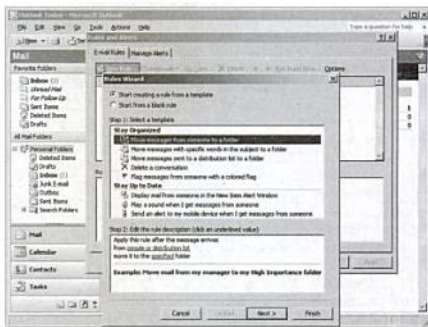 Outlook Today - Microsoft Outlook
File Edit View Go Tools Actions Help
Type a question for help
New
Mail
Favorite Folders
Inbox
Unread Mail
For Follow Up
Sent Items
Deleted Items
Drafts
All Mail Folders
Personal Folders
Deleted Items
Drafts
Inbox
Junk E-mail
Outbox
Sent Items
Search Folders
Mail
Calendar
Contacts
Tasks
Rules and Alerts
E-mail Rules Manage Alerts
Options
Rules Wizard
Start creating a rule from a template
Start from a blank rule
Step 1: Select a template
Stay Organized
Move messages from someone to a folder
Move messages with specific words in the subject to a folder
Move messages sent to a distribution list to a folder
Delete a conversation
Flag messages from someone with a colored flag
Stay Up to Date
Display mail from someone in the New Item Alert Window
Play a sound when I get messages from someone
Send an alert to my mobile device when I get messages from someone
Step 2: Edit the rule description (click an underlined value)
Apply this rule after the message arrives
from people or distribution list
move it to the specified folder
Example: Move mail from my manager to my High Importance folder
Cancel < Back Next > Finish
1
0
0